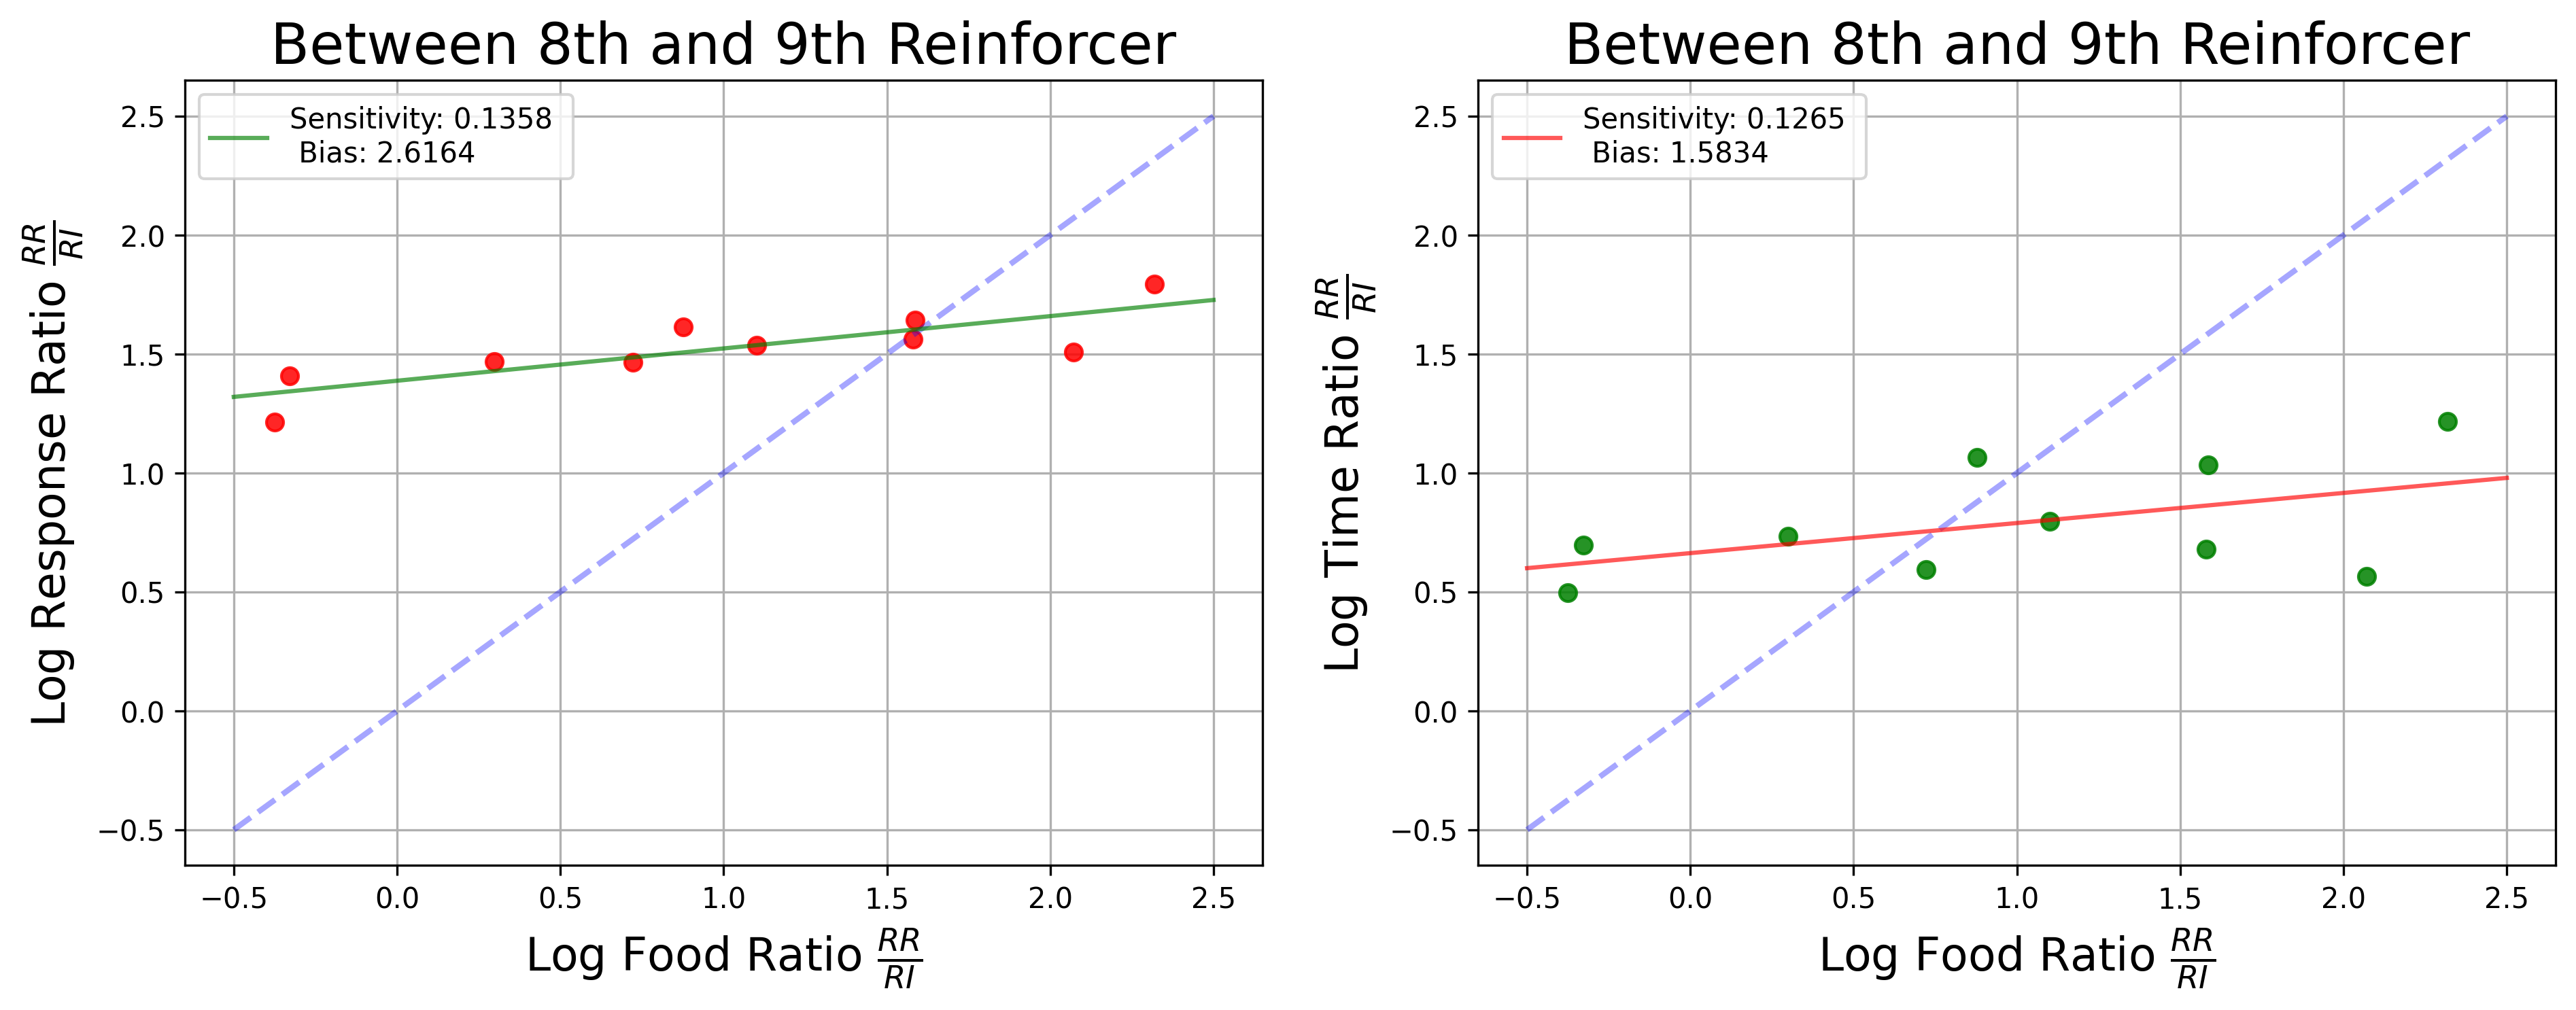 Between 8th and 9th Reinforcer
Sensitivity: 0.1358
Bias: 2.6164
2.5
2.0
1.5
1.0
0.5
0.0
−0.5
Log Response Ratio RR/RI
−0.5 0.0 0.5 1.0 1.5 2.0 2.5
Log Food Ratio RR/RI
Between 8th and 9th Reinforcer
Sensitivity: 0.1265
Bias: 1.5834
2.5
2.0
1.5
1.0
0.5
0.0
−0.5
Log Time Ratio RR/RI
−0.5 0.0 0.5 1.0 1.5 2.0 2.5
Log Food Ratio RR/RI